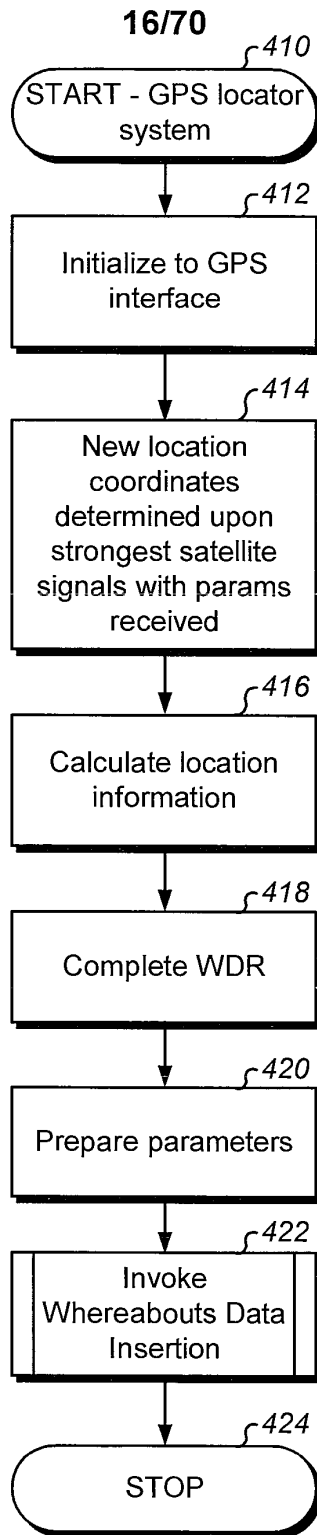 16/70
410
START - GPS locator
system
412
Initialize to GPS
interface
414
New location
coordinates
determined upon
strongest satellite
signals with params
received
416
Calculate location
information
418
Complete WDR
420
Prepare parameters
422
Invoke
Whereabouts Data
Insertion
424
STOP